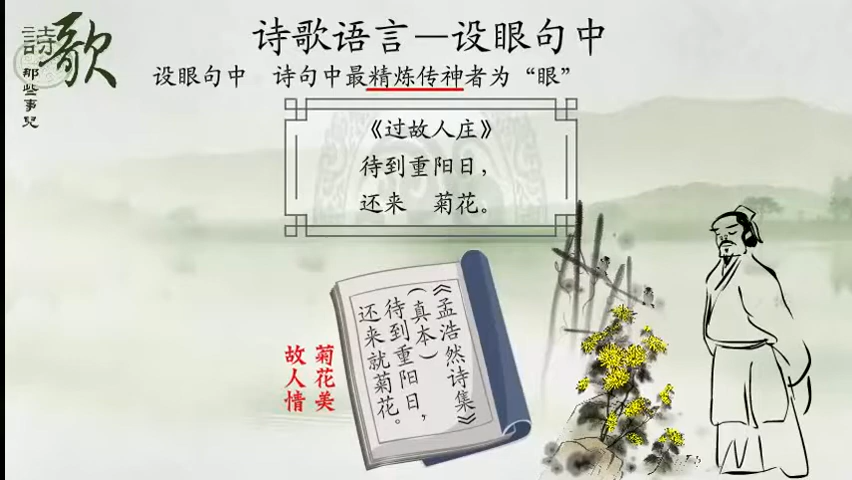 詩歌
那些事兒
诗歌语言—设眼句中
设眼句中 诗句中最精炼传神者为“眼”
《过故人庄》
待到重阳日，
还来 菊花。
《孟浩然诗集》
（真本）
待到重阳日，
还来就菊花。
菊花美
故人情